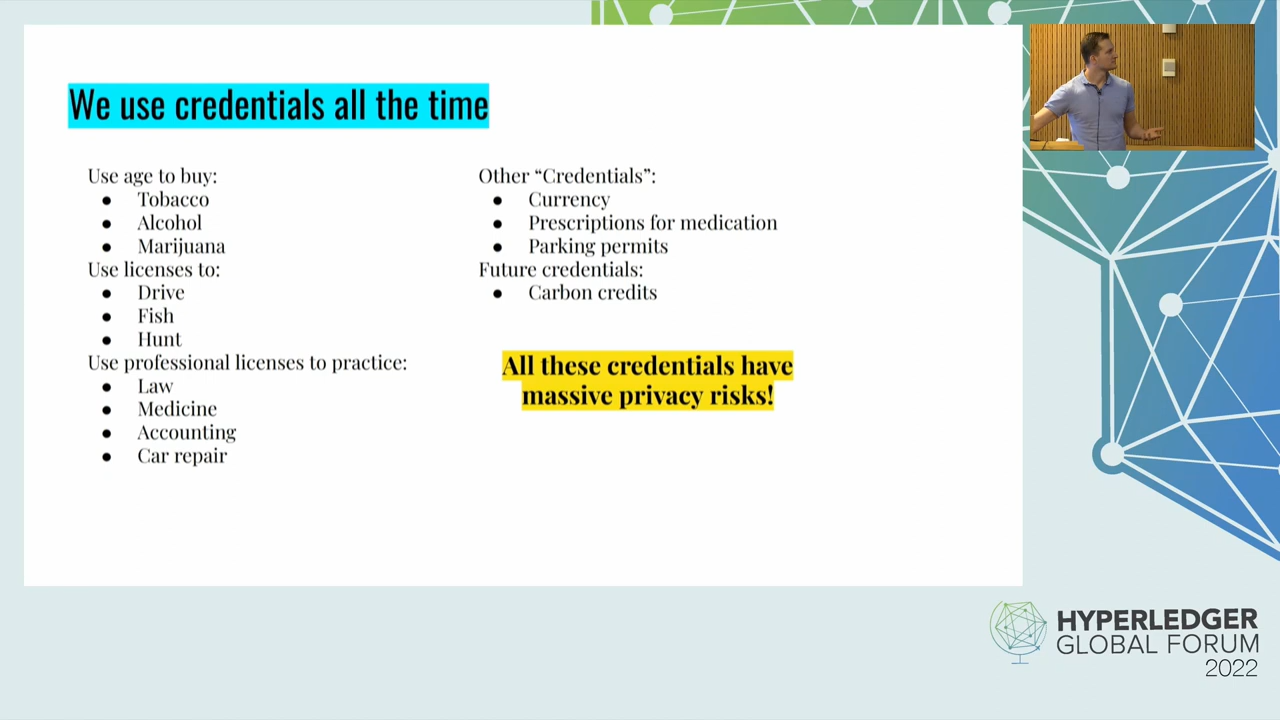 We use credentials all the time
Use age to buy:
● Tobacco
● Alcohol
● Marijuana
Use licenses to:
● Drive
● Fish
● Hunt
Use professional licenses to practice:
● Law
● Medicine
● Accounting
● Car repair
Other “Credentials”:
● Currency
● Prescriptions for medication
● Parking permits
Future credentials:
● Carbon credits
All these credentials have
massive privacy risks!
HYPERLEDGER
GLOBAL FORUM
2022